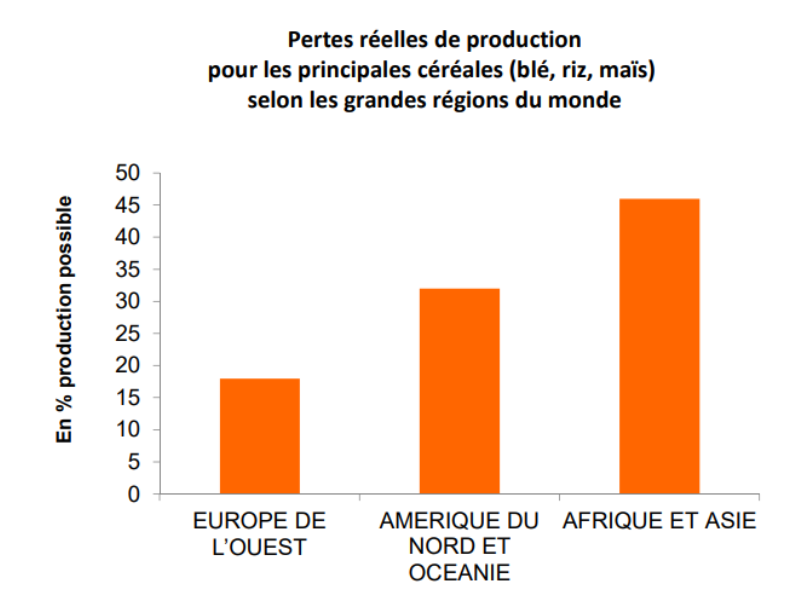 Pertes réelles de production
pour les principales céréales (blé, riz, maïs)
selon les grandes régions du monde
En % production possible
50
45
40
35
30
25
20
15
10
5
0
EUROPE DE
L’OUEST
AMERIQUE DU
NORD ET
OCEANIE
AFRIQUE ET ASIE